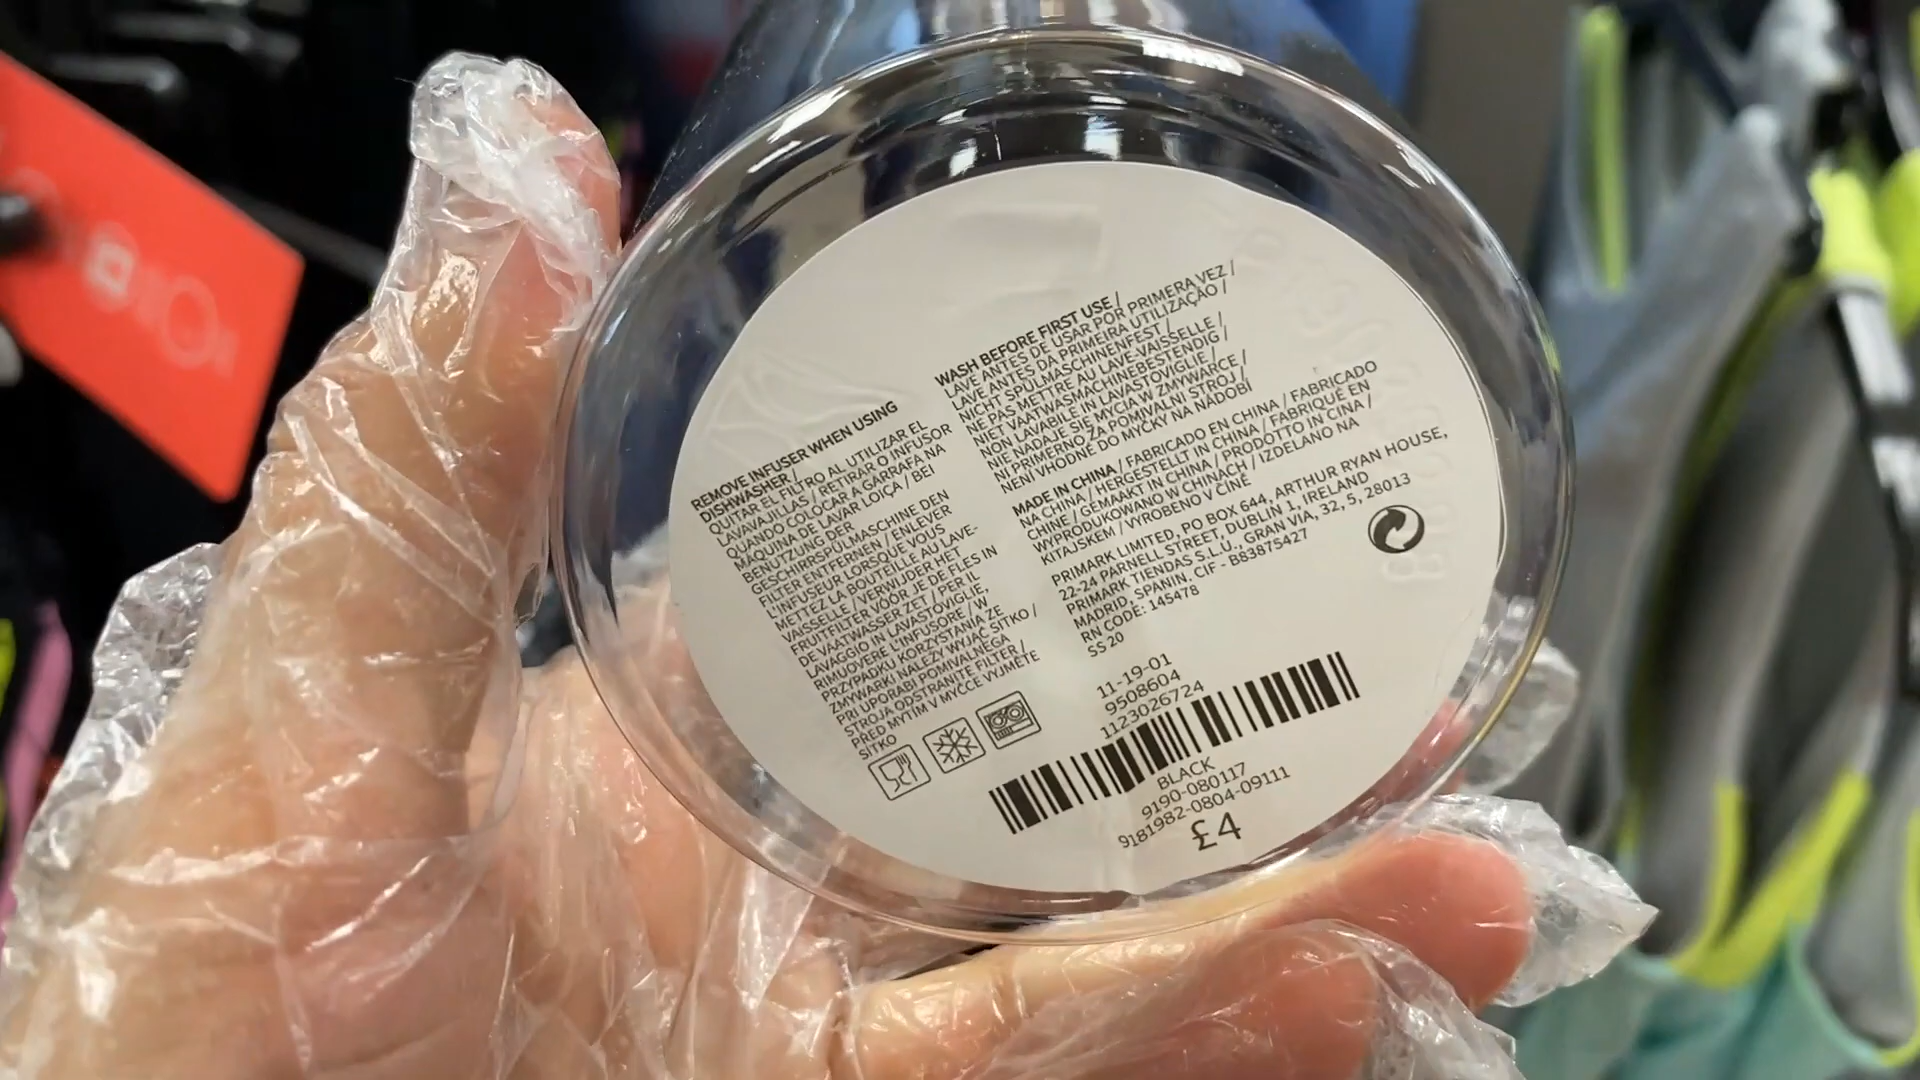 REMOVE INFUSER WHEN USING
DISHWASHER /
QUITAR EL FILTRO AL UTILIZAR EL
LAVAVAJILLAS / RETIRAR O INFUSOR
QUANDO COLOCAR A GARRAFA NA
MÁQUINA DE LAVAR LOIÇA / BEI
BENUTZUNG DER
GESCHIRRSPÜLMASCHINE DEN
FILTER ENTFERNEN / ENLEVER
L'INFUSEUR LORSQUE VOUS
METTEZ LA BOUTEILLE AU LAVE-
VAISSELLE / VERWIJDER HET
FRUITFILTER VÓÓR JE DE FLES IN
DE VAATWASSER ZET / PER IL
LAVAGGIO IN LAVASTOVIGLIE,
RIMUOVERE L'INFUSORE / W
PRZYPADKU KORZYSTANIA ZE
ZMYWARKI NALEŻY WYJĄĆ SITKO /
PRI UPORABI POMIVALNEGA
STROJA ODSTRANITE FILTER /
PŘED MYTÍM V MYČCE VYJMĚTE
SÍTKO
WASH BEFORE FIRST USE /
LAVE ANTES DE USAR POR PRIMERA VEZ /
LAVE ANTES DA PRIMEIRA UTILIZAÇÃO /
NICHT SPÜLMASCHINENFEST /
NE PAS METTRE AU LAVE-VAISSELLE /
NIET VAATWASMACHINEBESTENDIG /
NON LAVABILE IN LAVASTOVIGLIE /
NIE NADAJE SIĘ MYCIA W ZMYWARCE /
NI PRIMERNO ZA POMIVALNI STROJ /
NENÍ VHODNÉ DO MYČKY NA NÁDOBÍ
MADE IN CHINA / FABRICADO EN CHINA / FABRICADO
NA CHINA / HERGESTELLT IN CHINA / FABRIQUÉ EN
CHINE / GEMAAKT IN CHINA / PRODOTTO IN CINA /
WYPRODUKOWANO W CHINACH / IZDELANO NA
KITAJSKEM / VYROBENO V ČÍNĚ
PRIMARK LIMITED, PO BOX 644, ARTHUR RYAN HOUSE,
22-24 PARNELL STREET, DUBLIN 1, IRELAND
PRIMARK TIENDAS S.L.U., GRAN VIA, 32, 5, 28013
MADRID, SPANIN. CIF - B83875427
RN CODE: 145478
SS 20
11-19-01
9508604
1123026724
BLACK
9190-080117
9181982-0804-09111
£4